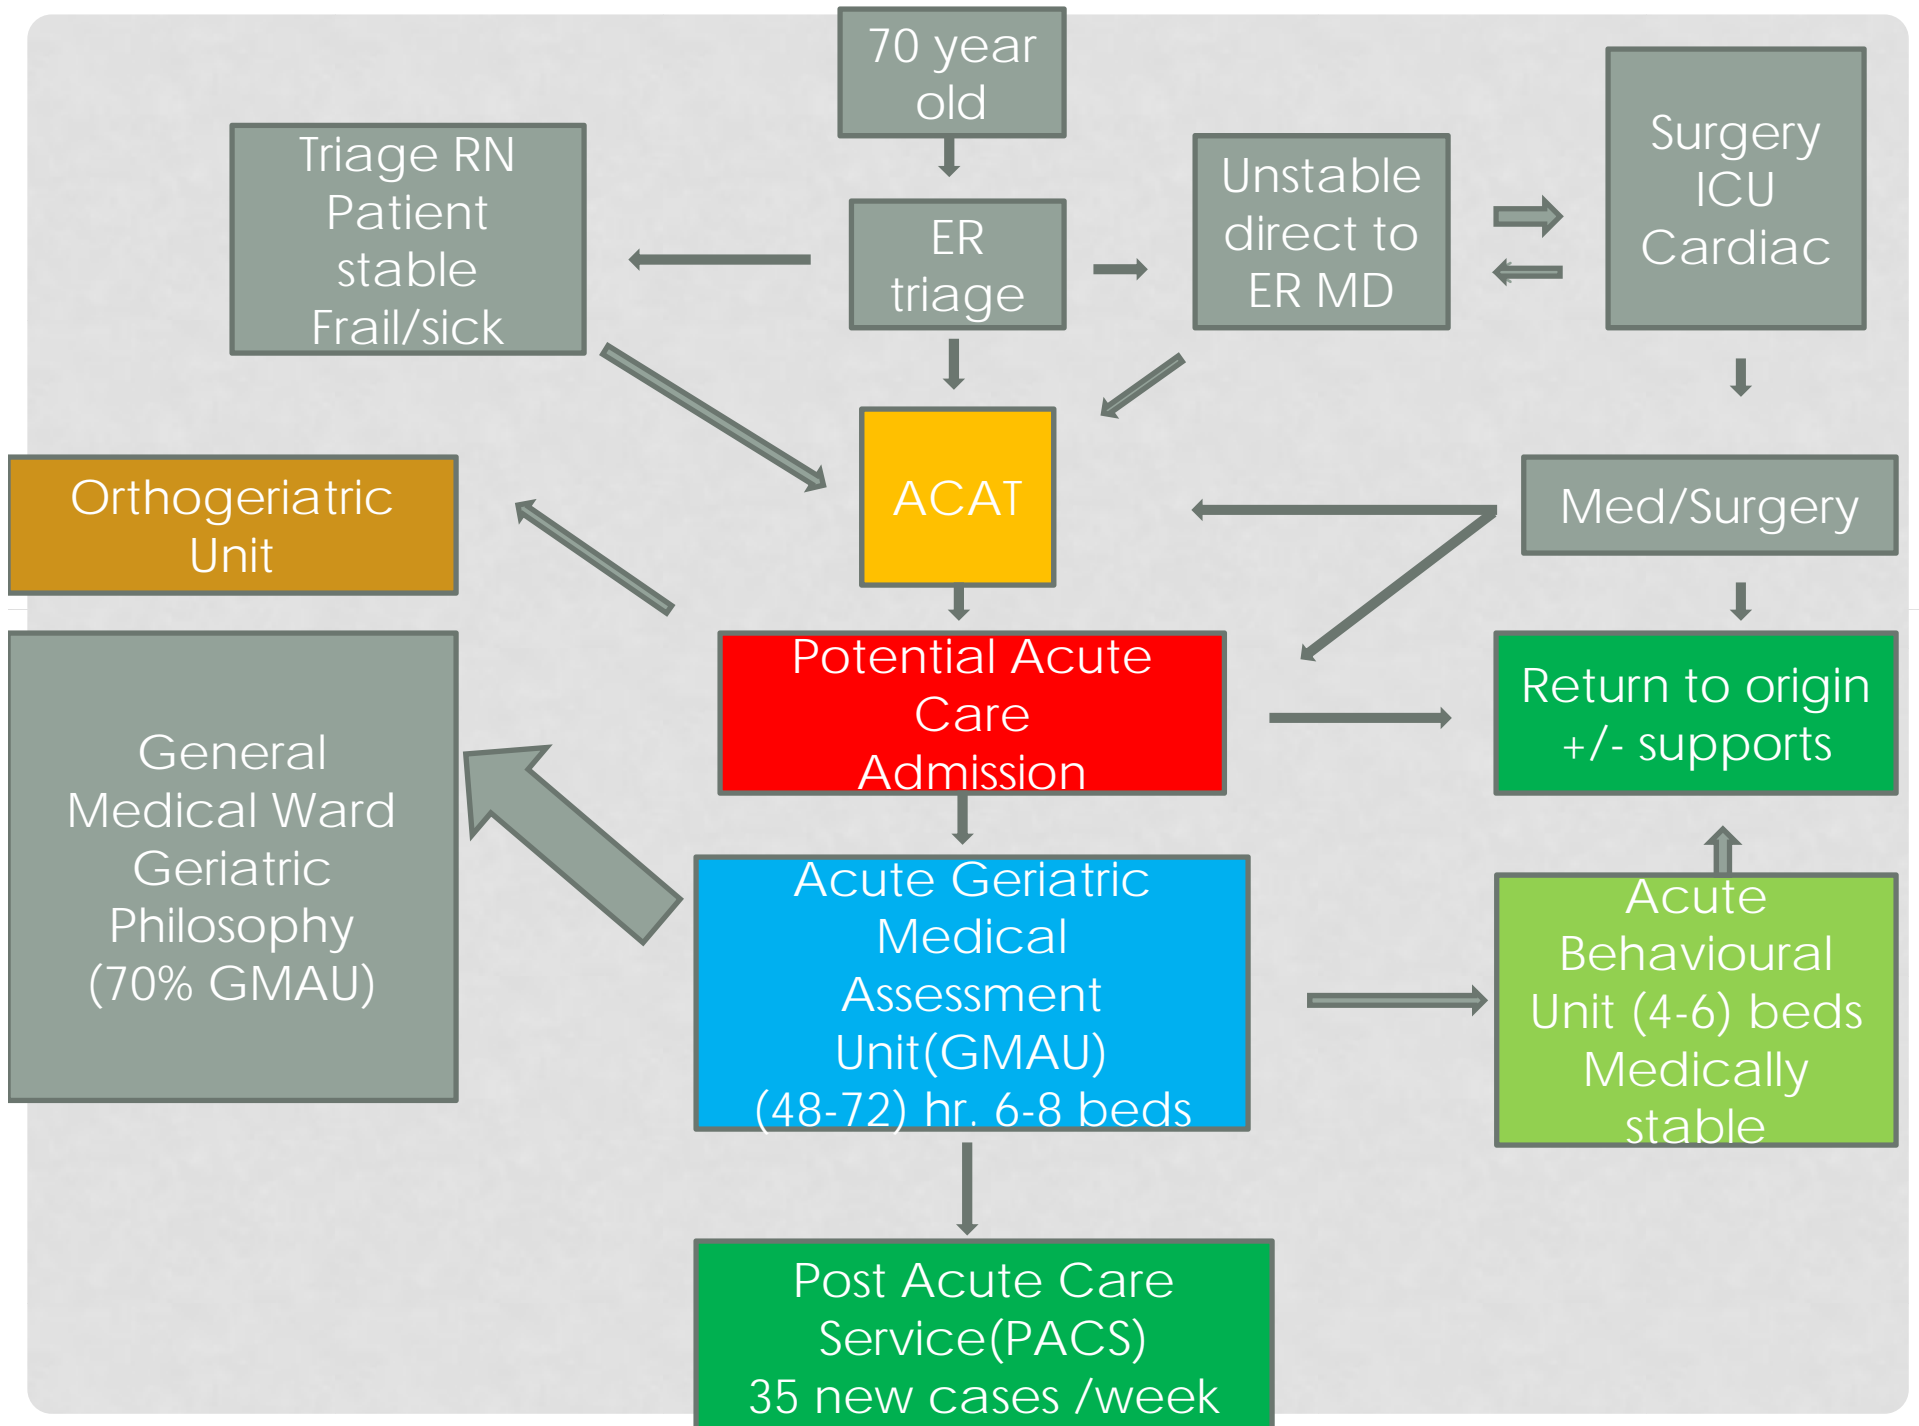 70 year
old
Triage RN
Patient
stable
Frail/sick
ER
triage
Unstable
direct to
ER MD
Surgery
ICU
Cardiac
Orthogeriatric
Unit
ACAT
Med/Surgery
General
Medical Ward
Geriatric
Philosophy
(70% GMAU)
Potential Acute
Care
Admission
Return to origin
+/- supports
Acute Geriatric
Medical
Assessment
Unit(GMAU)
(48-72) hr. 6-8 beds
Acute
Behavioural
Unit (4-6) beds
Medically
stable
Post Acute Care
Service(PACS)
35 new cases /week